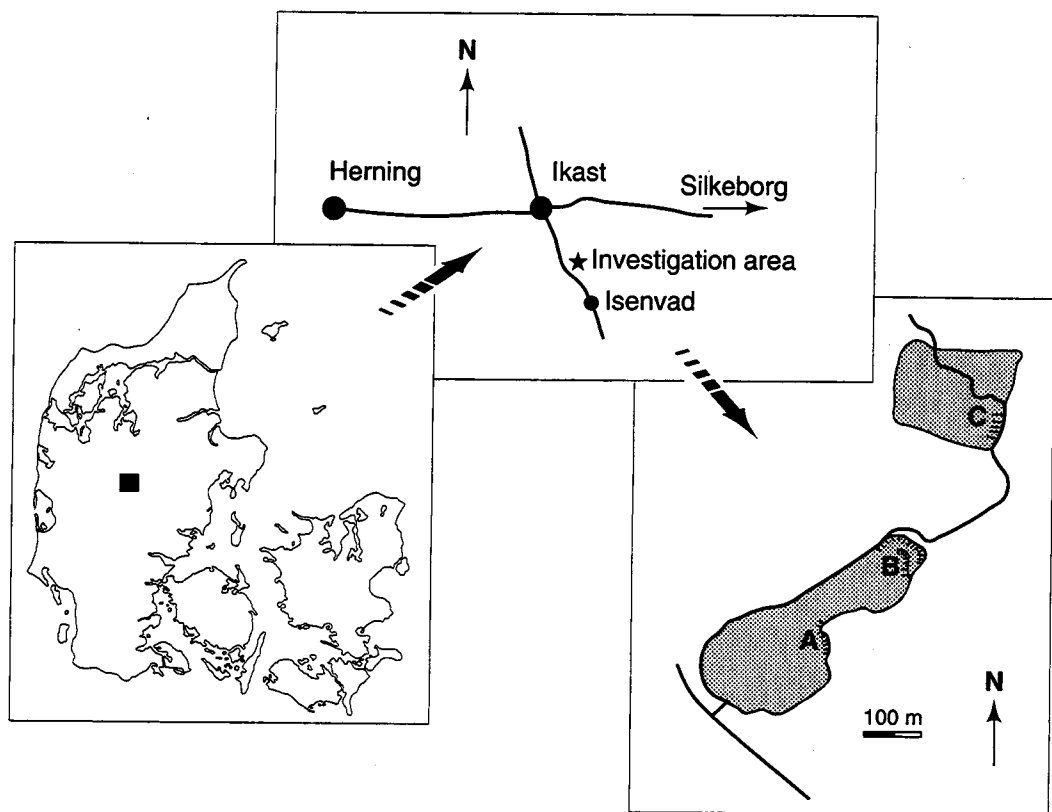 N
Herning
Ikast
Silkeborg
Investigation area
Isenvad
C
B
A
N
100 m